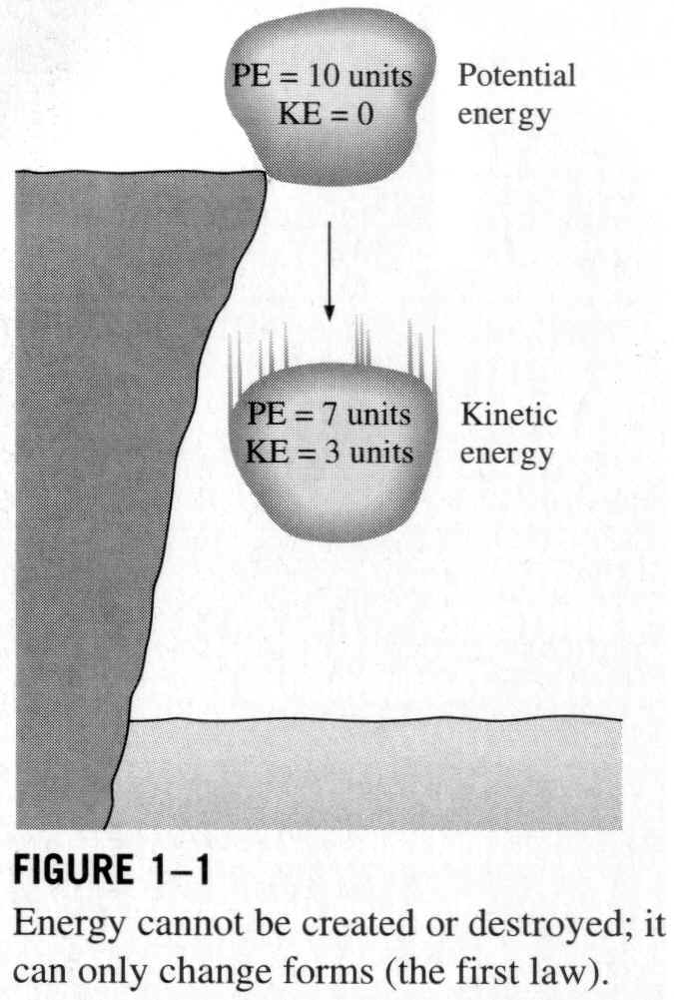 PE = 10 units
KE = 0
Potential
energy
PE = 7 units
KE = 3 units
Kinetic
energy
FIGURE 1–1
Energy cannot be created or destroyed; it
can only change forms (the first law).